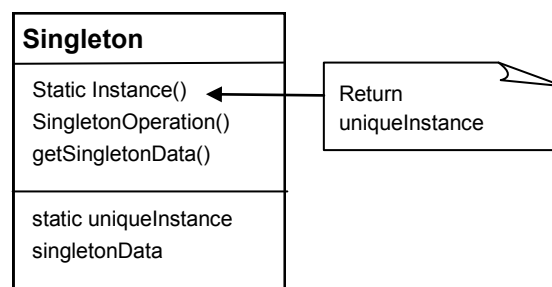 Singleton
Static Instance()
SingletonOperation()
getSingletonData()
Return
uniqueInstance
static uniqueInstance
singletonData